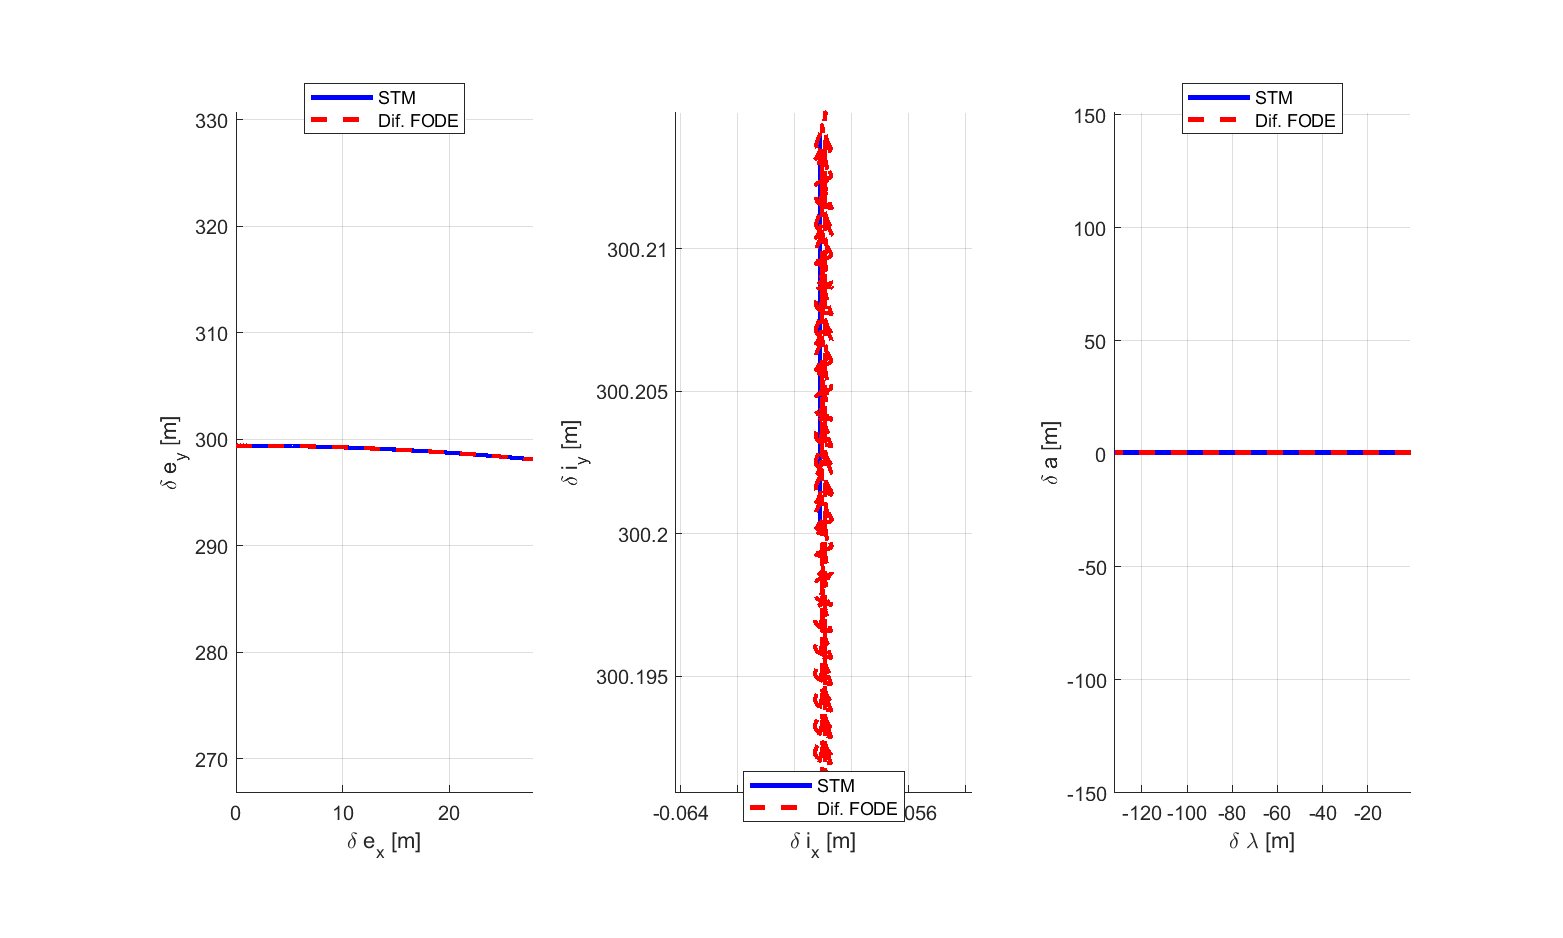 STM
Dif. FODE
330
320
310
300
290
280
270
0
10
20
δ e_y [m]
δ e_x [m]
300.21
300.205
300.2
300.195
-0.064
056
δ i_y [m]
δ i_x [m]
STM
Dif. FODE
STM
Dif. FODE
150
100
50
0
-50
-100
-150
-120
-100
-80
-60
-40
-20
δ a [m]
δ λ [m]